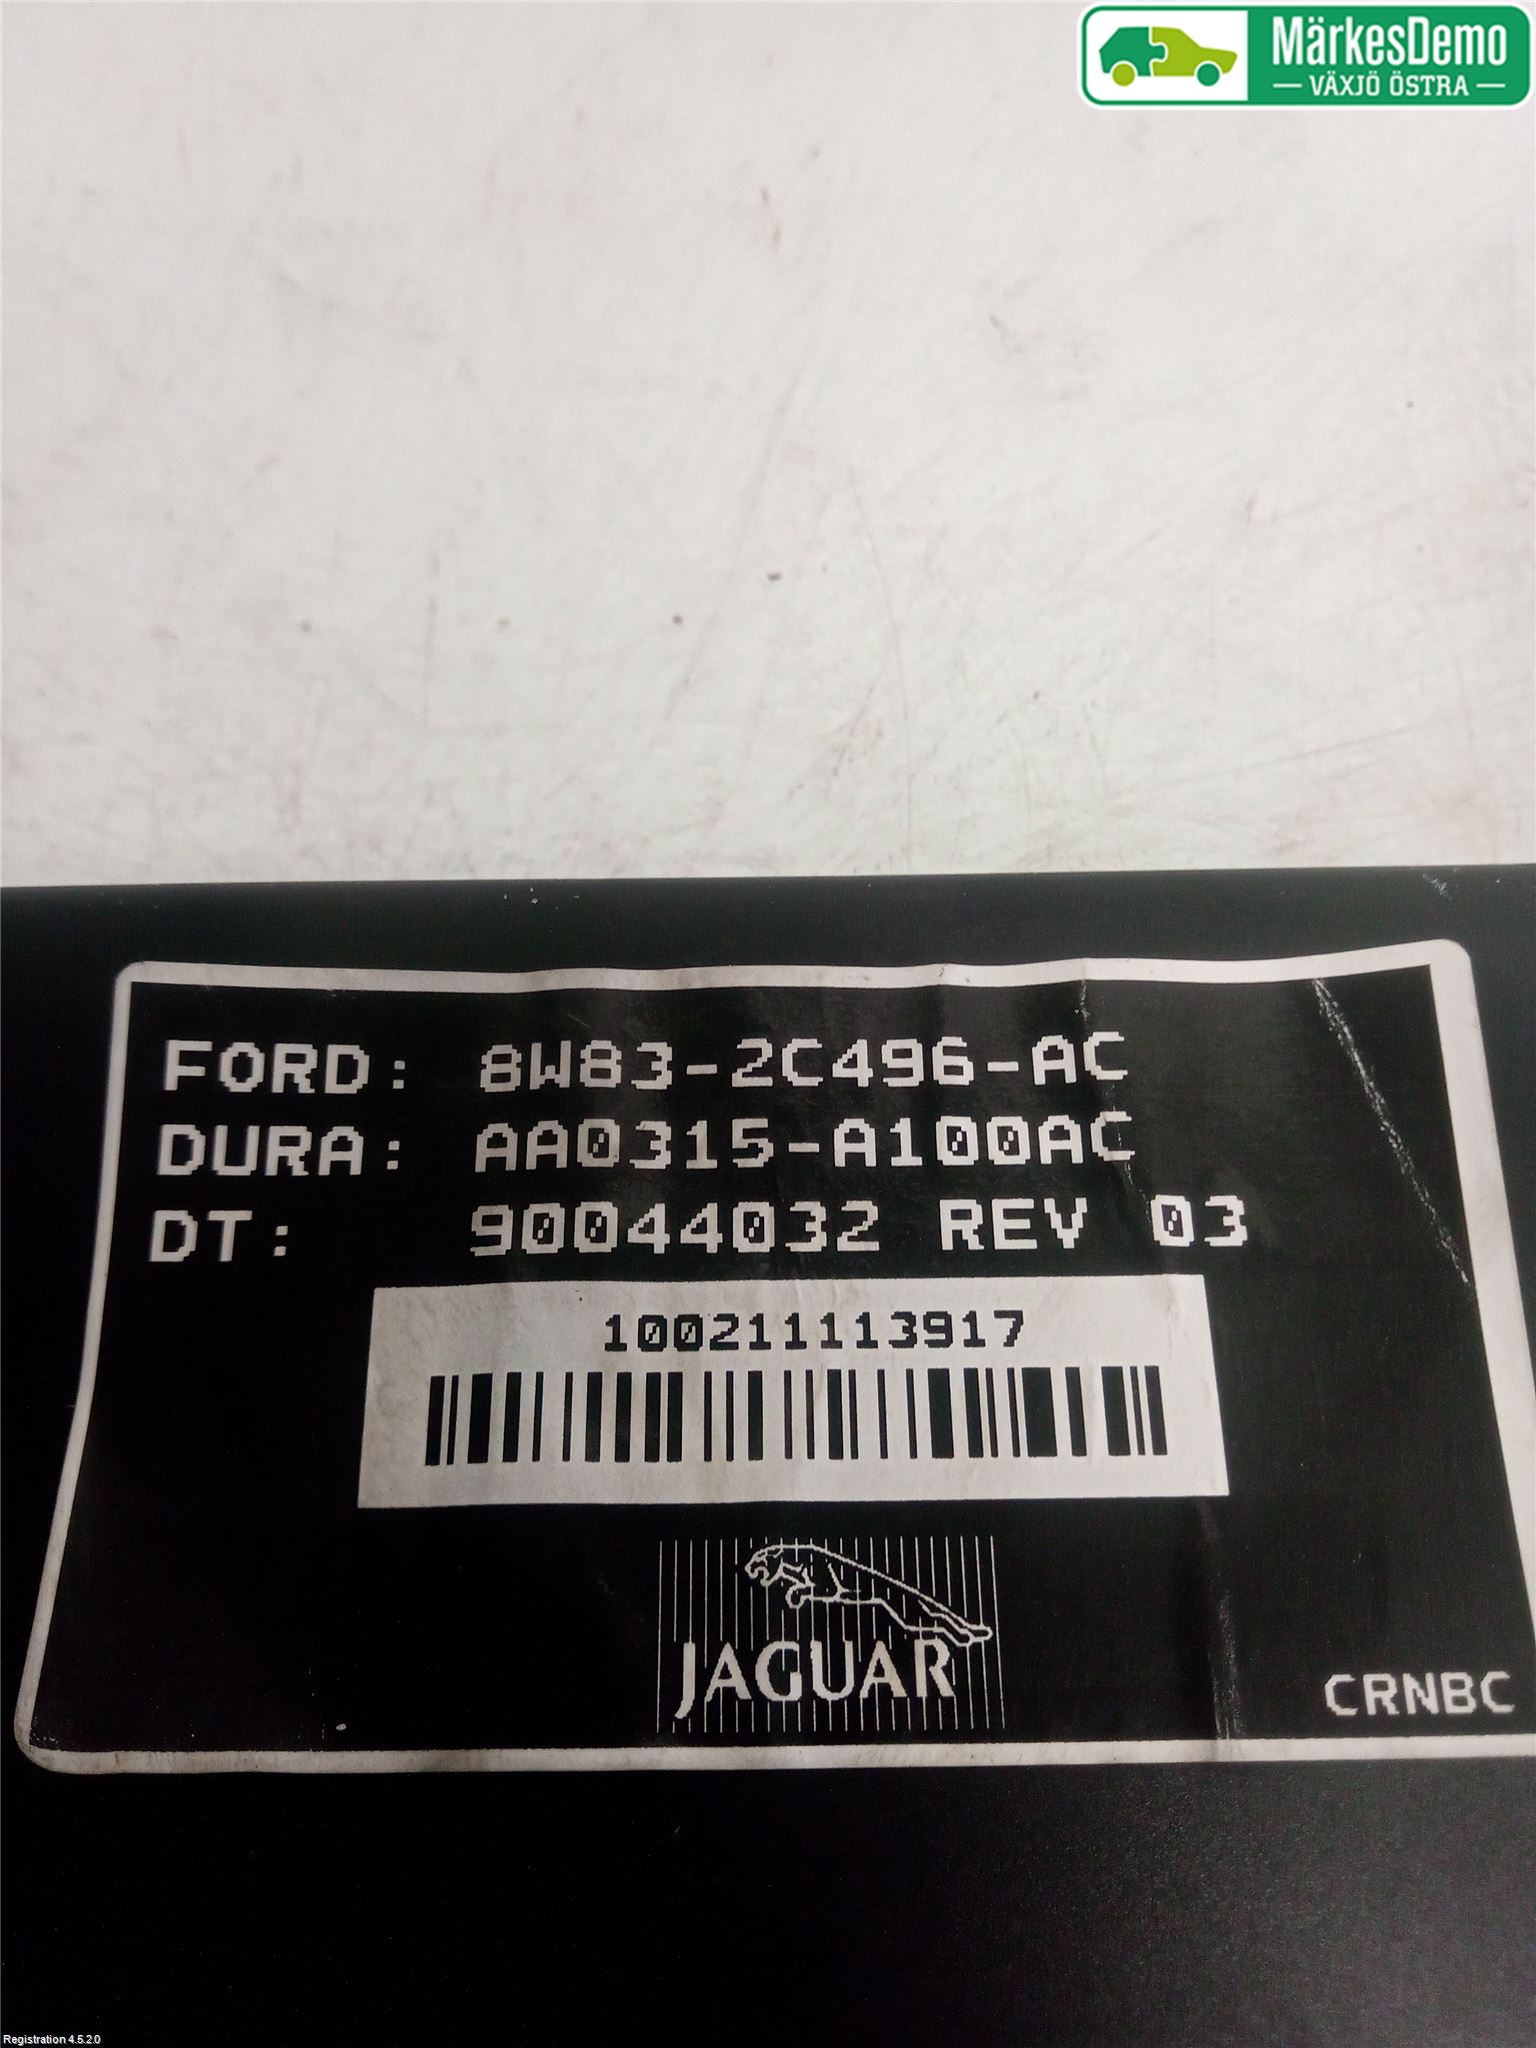 MärkesDemo
VÄXJÖ ÖSTRA
FORD: 8W83-2C496-AC
DURA: AA0315-A100AC
DT: 90044032 REV 03
100211113917
JAGUAR
CRNBC
Registration 4.5.2.0